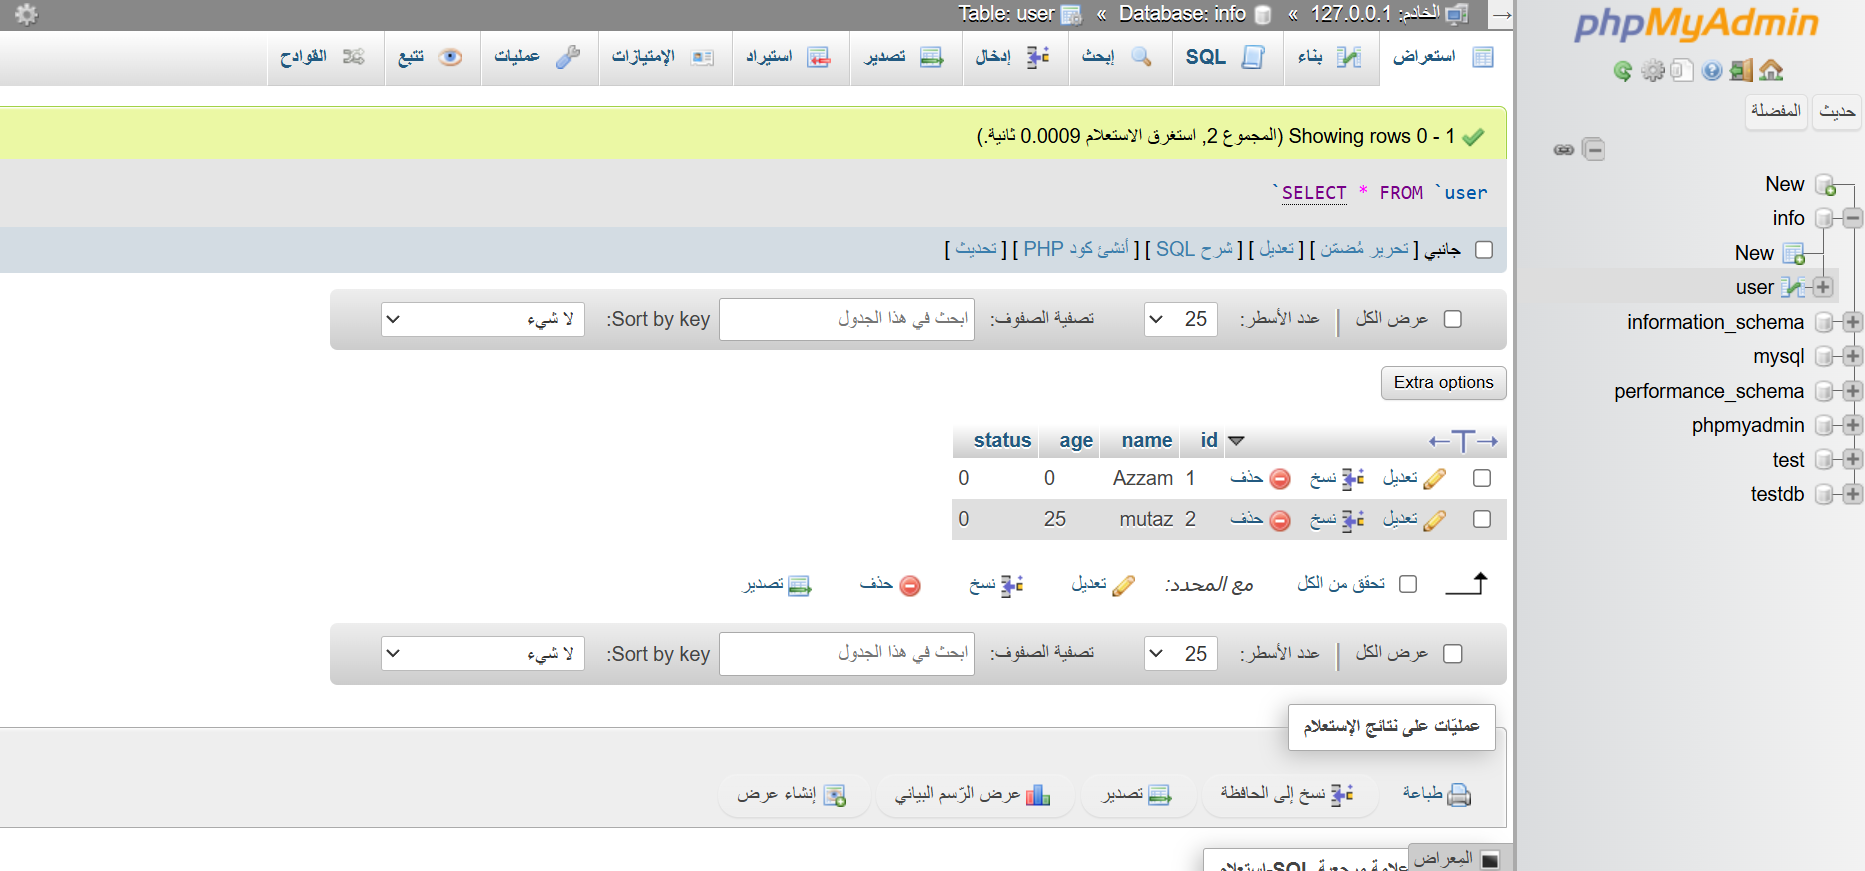 phpMyAdmin
حديث المفضلة
New
info
New
user
information_schema
mysql
performance_schema
phpmyadmin
test
testdb
الخادم: 127.0.0.1 » Database: info » Table: user
استعراض بناء SQL إبحث إدخال تصدير استيراد الإمتيازات عمليات تتبع القوادح
Showing rows 0 - 1 (المجموع 2, استغرق الاستعلام 0.0009 ثانية.)
SELECT * FROM `user`
جانبي [ تحرير مُضمّن ] [ تعديل ] [ شرح SQL ] [ أنشئ كود PHP ] [ تحديث ]
عرض الكل | عدد الأسطر: 25 تصفية الصفوف: ابحث في هذا الجدول Sort by key: لا شيء
Extra options
id name age status
تعديل نسخ حذف 1 Azzam 0 0
تعديل نسخ حذف 2 mutaz 25 0
تحقق من الكل مع المحدد: تعديل نسخ حذف تصدير
عرض الكل | عدد الأسطر: 25 تصفية الصفوف: ابحث في هذا الجدول Sort by key: لا شيء
عمليّات على نتائج الإستعلام
طباعة نسخ إلى الحافظة تصدير عرض الرّسم البياني إنشاء عرض
المِعراض
علامة مرجعية SQL-استعلام